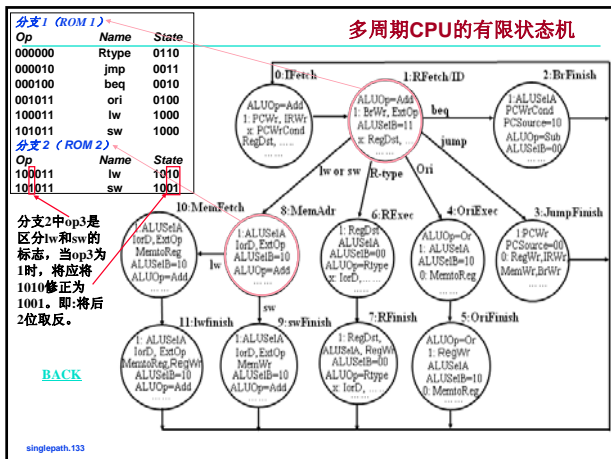 多周期CPU的有限状态机
分支1（ROM 1）
Op Name State
000000 Rtype 0110
000010 jmp 0011
000100 beq 0010
001011 ori 0100
100011 lw 1000
101011 sw 1000
分支2（ROM 2）
Op Name State
100011 lw 1010
101011 sw 1001
分支2中op3是
区分lw和sw的
标志，当op3为
1时，将应将
1010修正为
1001。即:将后
2位取反。
0:IFetch
ALUOp=Add
1: PCWr, IRWr
x: PCWrCond
RegDst, ......
1:RFetch/ID
ALUOp=Add
1: BrWr, ExtOp
ALUSelB=11
x: RegDst, ......
2:BrFinish
1:ALUSelA
PCWrCond
PCSource=10
ALUOp=Sub
ALUSelB=00
......
beq
jump
Ori
R-type
lw or sw
10:MemFetch
1:ALUSelA
IorD, ExtOp
MemtoReg
ALUSelB=10
ALUOp=Add
......
8:MemAdr
1:ALUSelA
IorD, ExtOp
ALUSelB=10
ALUOp=Add
......
6:RExec
1: RegDst
ALUSelA
ALUSelB=00
ALUOp=Rtype
x: IorD,......
4:OriExec
ALUOp=Or
1: ALUSelA
ALUSelB=10
0: MemtoReg
......
3:JumpFinish
1:PCWr
PCSource=00
0: RegWr,IRWr
MemWr,BrWr
......
lw
sw
11:lwfinish
1: ALUSelA
IorD, ExtOp
MemtoReg,RegWr
ALUSelB=10
ALUOp=Add
......
9:swFinish
1:ALUSelA
IorD,ExtOp
MemWr
ALUSelB=10
ALUOp=Add
......
7:RFinish
1: RegDst,
ALUSelA, RegWr
ALUSelB=00
ALUOp=Rtype
x: IorD,......
5:OriFinish
ALUOp=Or
1: RegWr
ALUSelA
ALUSelB=10
0: MemtoReg
......
BACK
singlepath.133